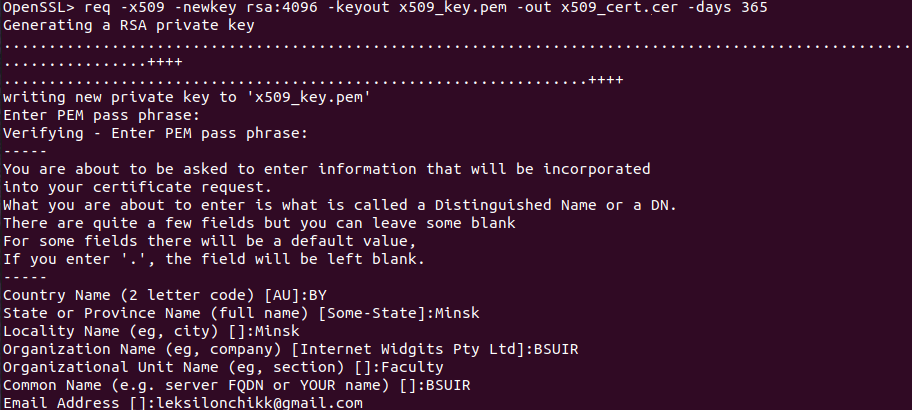 OpenSSL> req -x509 -newkey rsa:4096 -keyout x509_key.pem -out x509_cert.cer -days 365
Generating a RSA private key
.....................................................................................................
................++++
.................................................................++++
writing new private key to 'x509_key.pem'
Enter PEM pass phrase:
Verifying - Enter PEM pass phrase:
-----
You are about to be asked to enter information that will be incorporated
into your certificate request.
What you are about to enter is what is called a Distinguished Name or a DN.
There are quite a few fields but you can leave some blank
For some fields there will be a default value,
If you enter '.', the field will be left blank.
-----
Country Name (2 letter code) [AU]:BY
State or Province Name (full name) [Some-State]:Minsk
Locality Name (eg, city) []:Minsk
Organization Name (eg, company) [Internet Widgits Pty Ltd]:BSUIR
Organizational Unit Name (eg, section) []:Faculty
Common Name (e.g. server FQDN or YOUR name) []:BSUIR
Email Address []:leksilonchikk@gmail.com